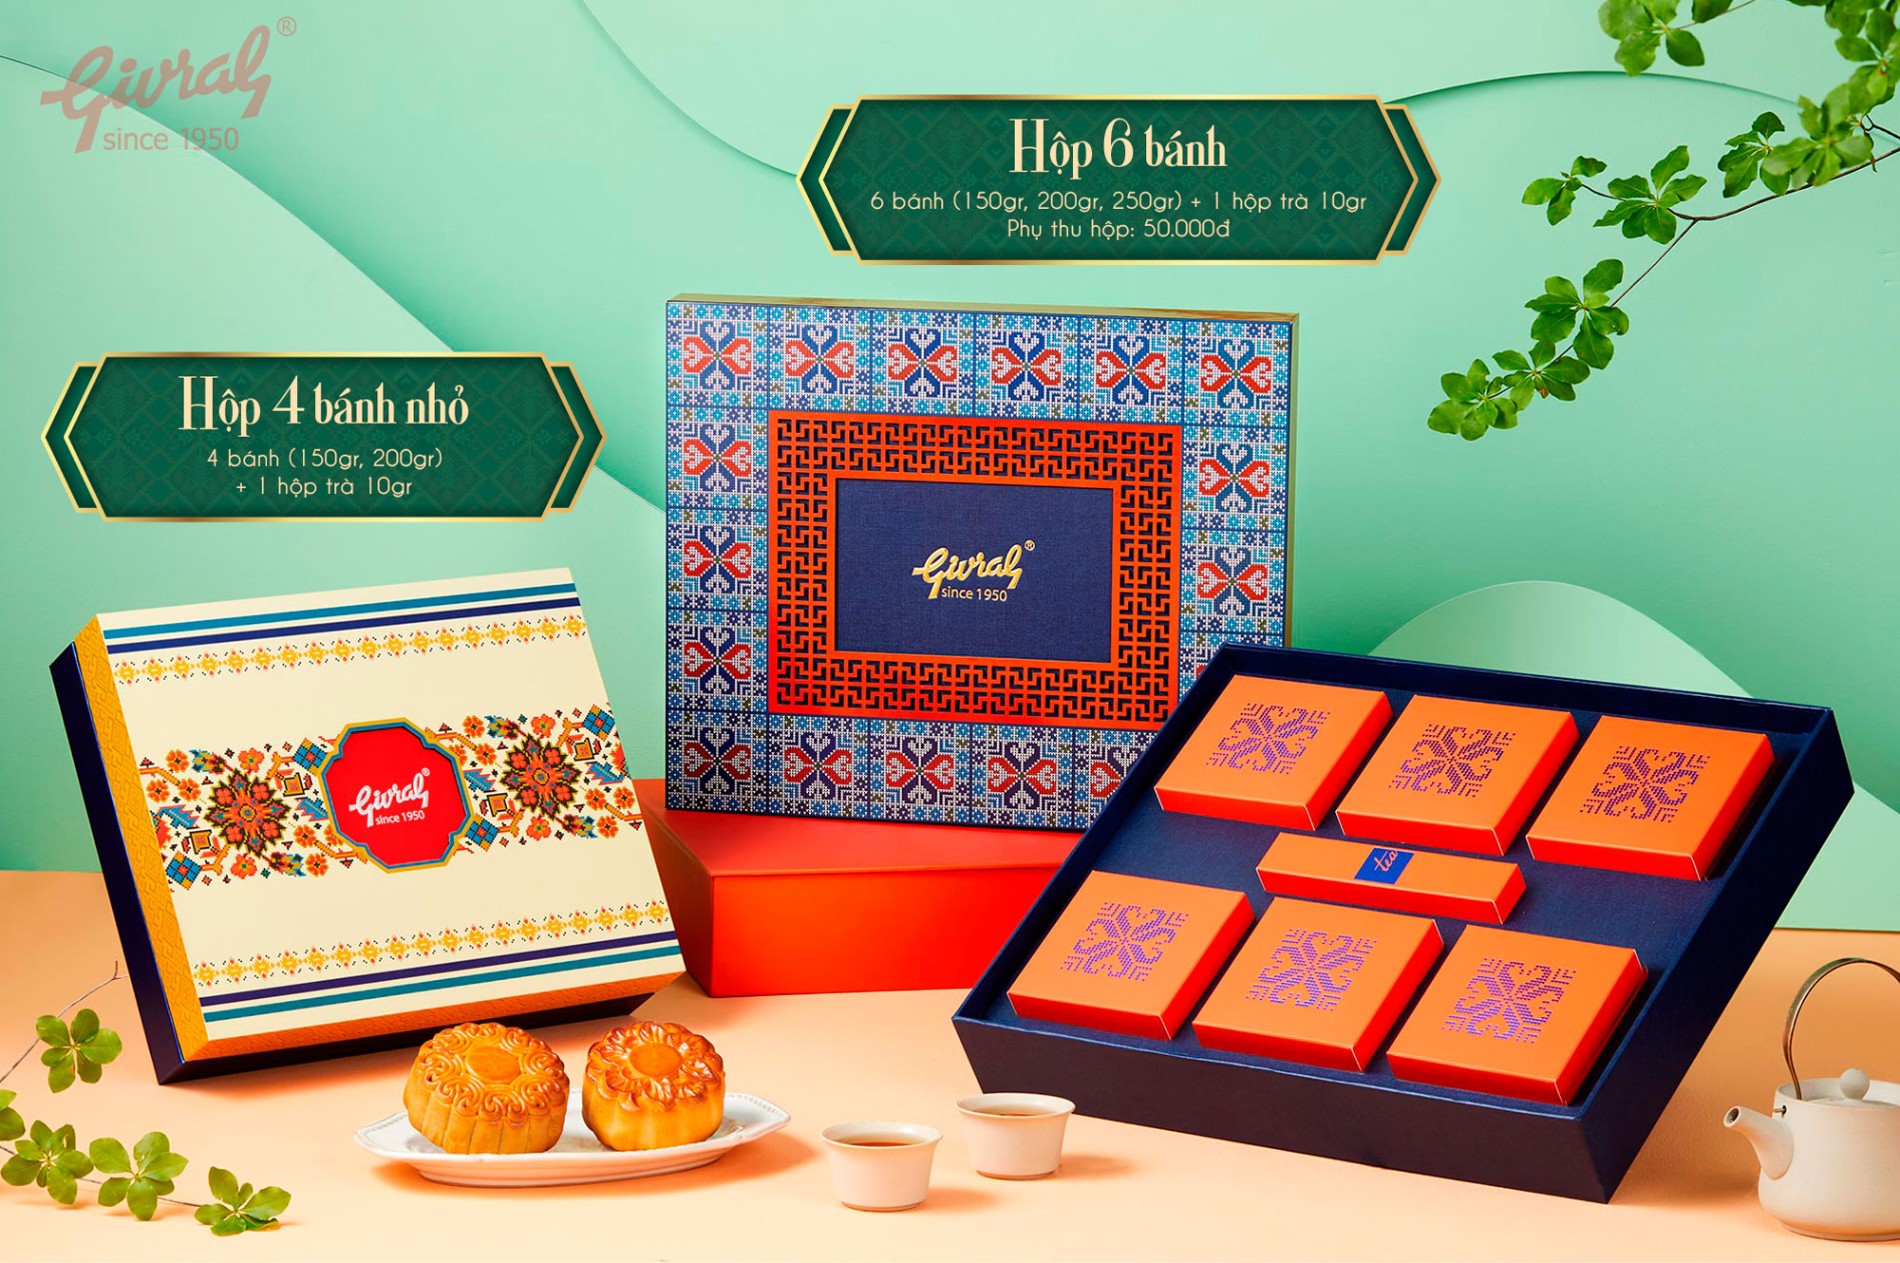 Givral®
since 1950
Hộp 6 bánh
6 bánh (150gr, 200gr, 250gr) + 1 hộp trà 10gr
Phụ thu hộp: 50.000đ
Hộp 4 bánh nhỏ
4 bánh (150gr, 200gr)
+ 1 hộp trà 10gr
Givral®
since 1950
Givral®
since 1950
tea